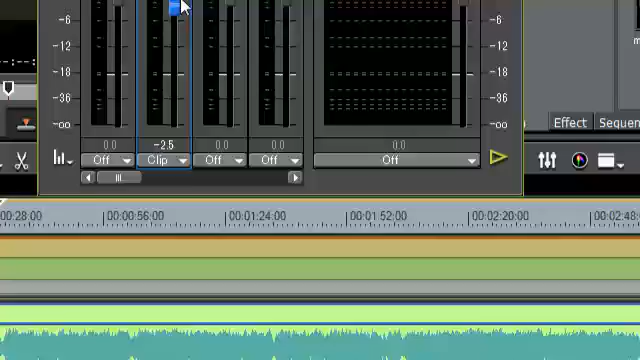 -6 -6
-12 -12
-18 -18
-36 -36
-oo -oo
Effect Sequen
0.0 -2.5 0.0 0.0 0.0
Off Clip Off Off Off
00:28:00 00:00:56:00 00:01:24:00 00:01:52:00 00:02:20:00 00:02:48:00